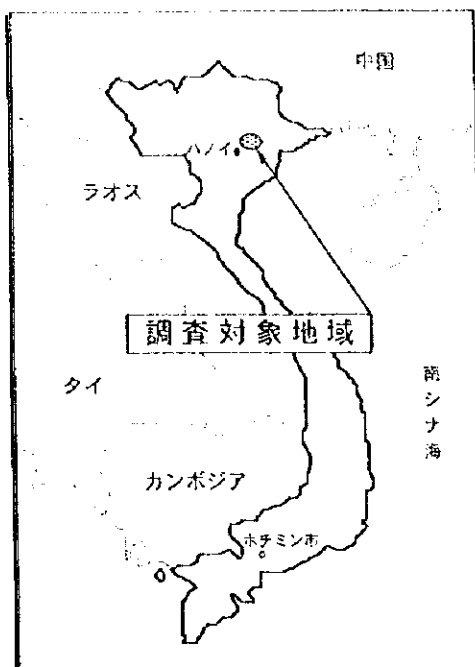 中国
ハノイ
ラオス
調査対象地域
タイ
南シナ海
カンボジア
ホチミン市